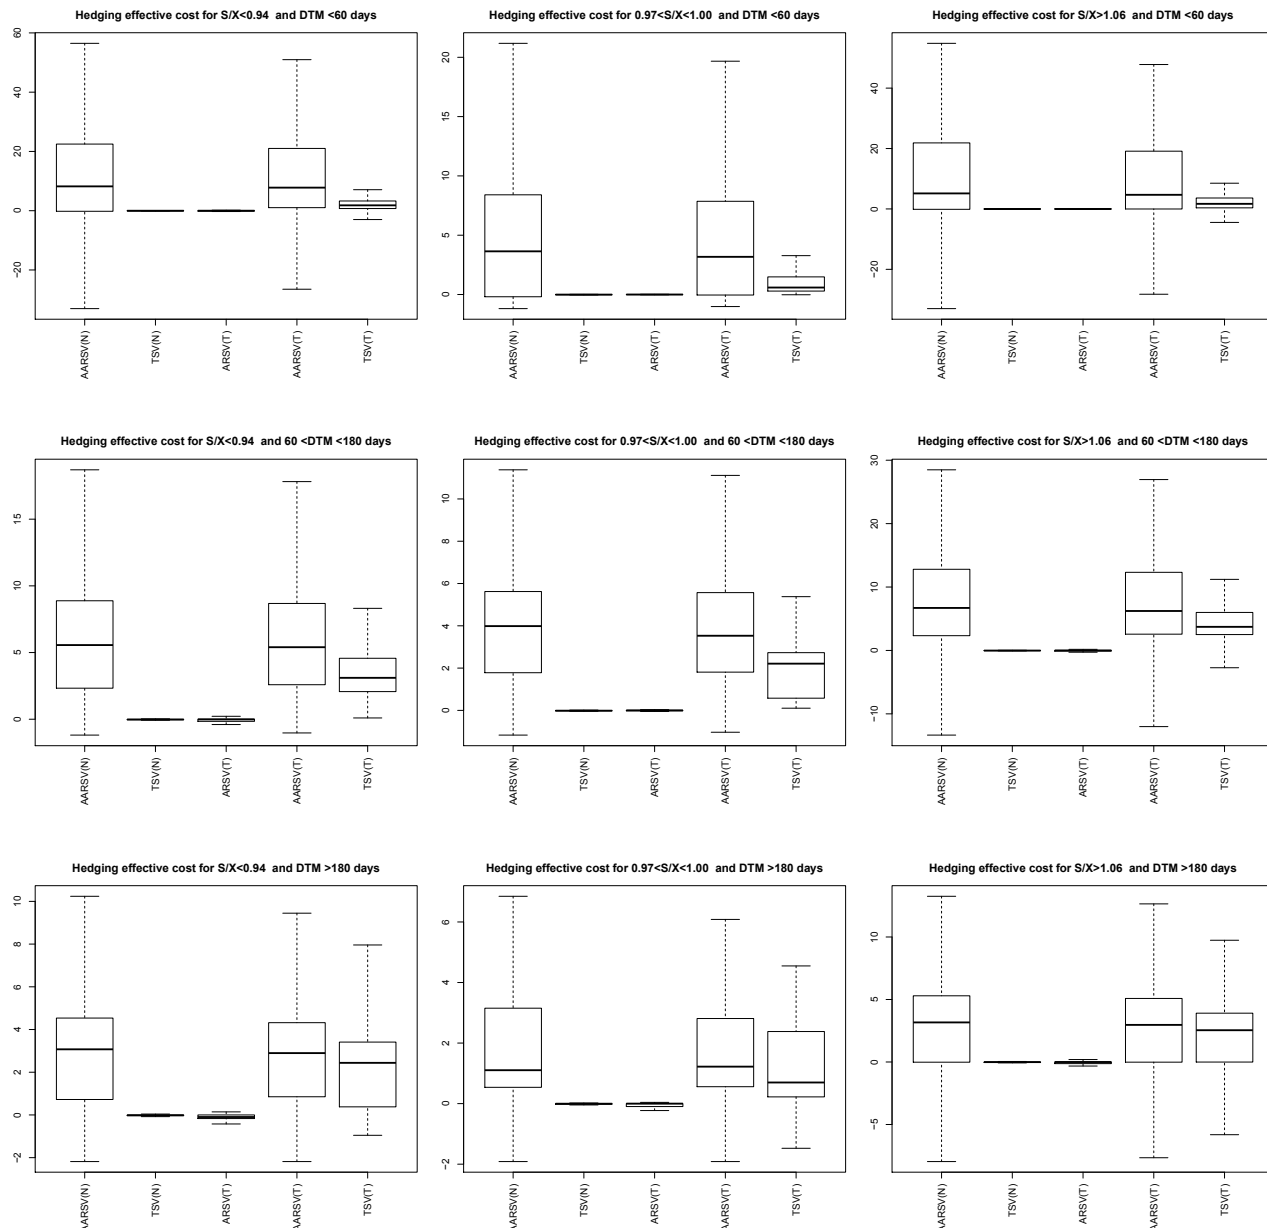 Hedging effective cost for S/X<0.94 and DTM <60 days
60
40
20
0
−20
AARSV(N)
TSV(N)
ARSV(T)
AARSV(T)
TSV(T)
Hedging effective cost for 0.97<S/X<1.00 and DTM <60 days
20
15
10
5
0
AARSV(N)
TSV(N)
ARSV(T)
AARSV(T)
TSV(T)
Hedging effective cost for S/X>1.06 and DTM <60 days
40
20
0
−20
AARSV(N)
TSV(N)
ARSV(T)
AARSV(T)
TSV(T)
Hedging effective cost for S/X<0.94 and 60 <DTM <180 days
15
10
5
0
AARSV(N)
TSV(N)
ARSV(T)
AARSV(T)
TSV(T)
Hedging effective cost for 0.97<S/X<1.00 and 60 <DTM <180 days
10
8
6
4
2
0
AARSV(N)
TSV(N)
ARSV(T)
AARSV(T)
TSV(T)
Hedging effective cost for S/X>1.06 and 60 <DTM <180 days
30
20
10
0
−10
AARSV(N)
TSV(N)
ARSV(T)
AARSV(T)
TSV(T)
Hedging effective cost for S/X<0.94 and DTM >180 days
10
8
6
4
2
0
−2
AARSV(N)
TSV(N)
ARSV(T)
AARSV(T)
TSV(T)
Hedging effective cost for 0.97<S/X<1.00 and DTM >180 days
6
4
2
0
−2
AARSV(N)
TSV(N)
ARSV(T)
AARSV(T)
TSV(T)
Hedging effective cost for S/X>1.06 and DTM >180 days
10
5
0
−5
AARSV(N)
TSV(N)
ARSV(T)
AARSV(T)
TSV(T)